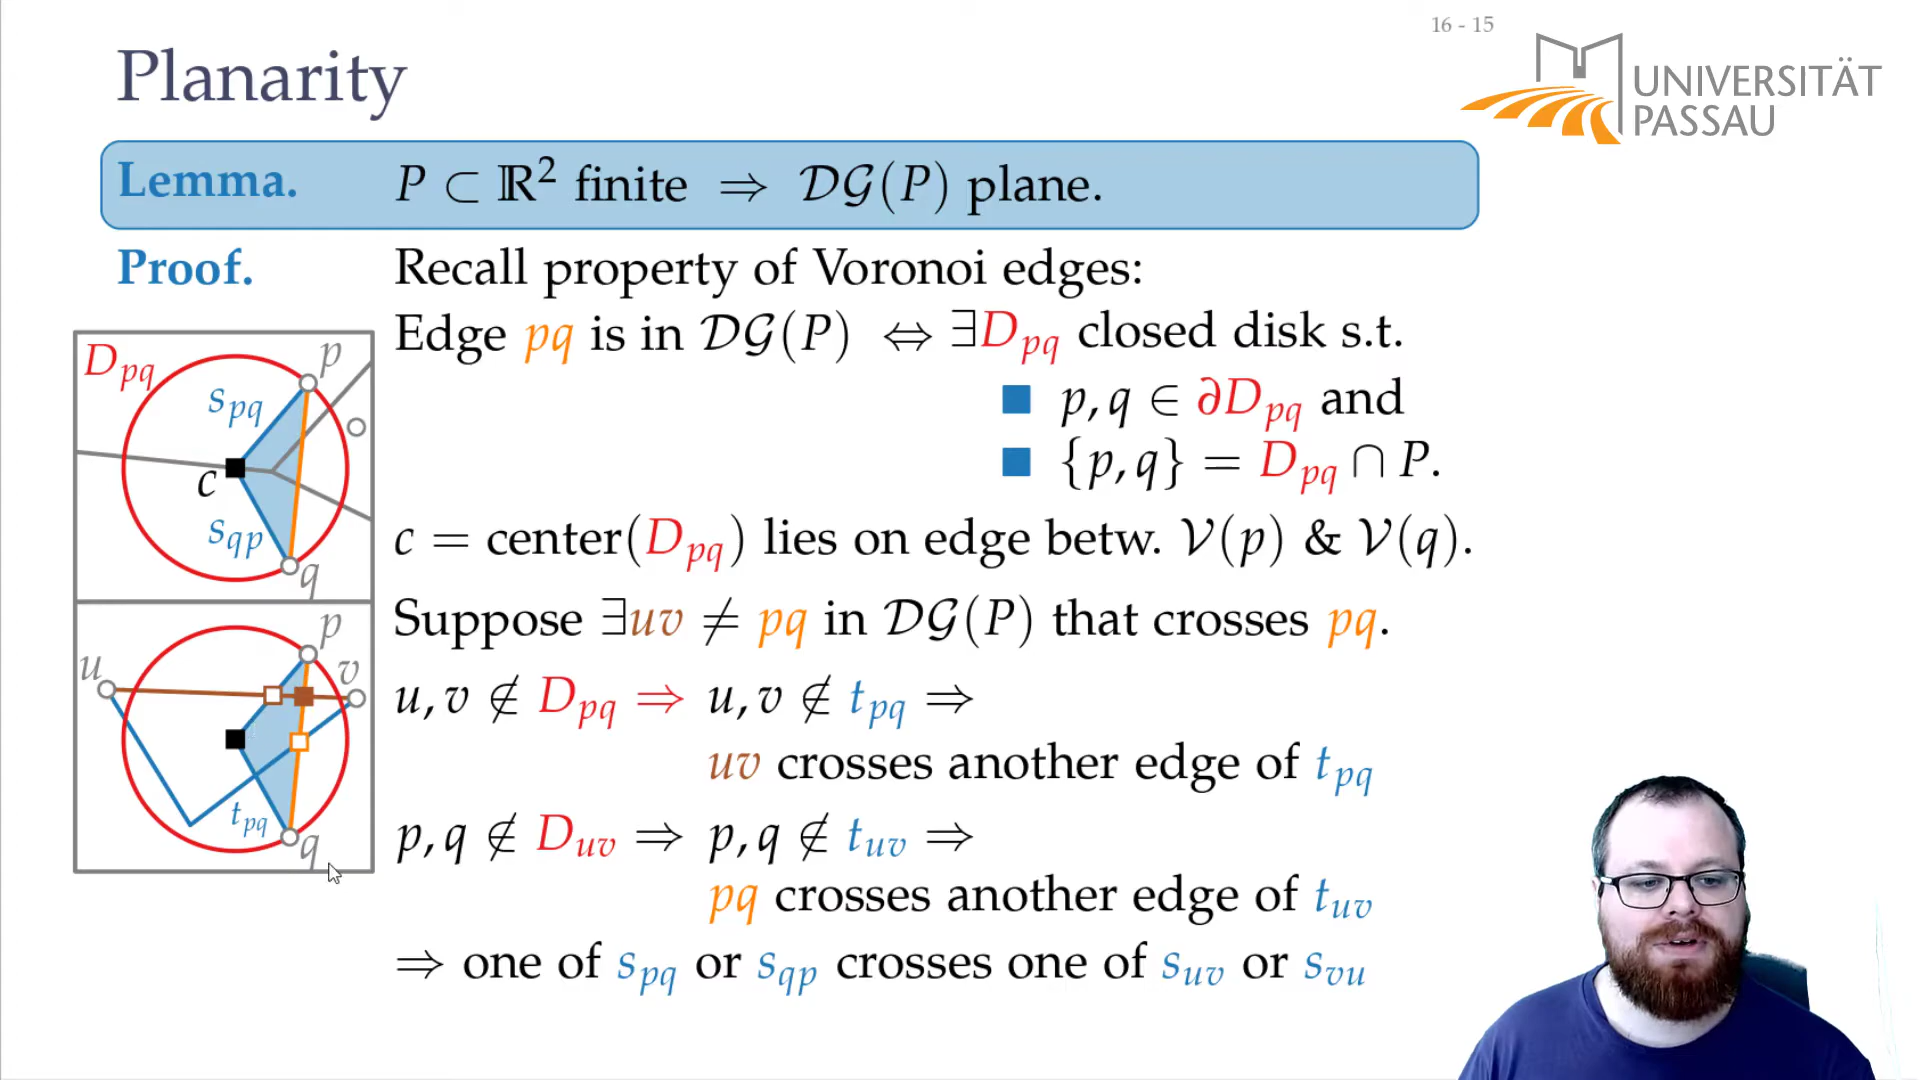 16 - 15
Planarity
UNIVERSITÄT
PASSAU
Lemma. P ⊂ ℝ² finite ⇒ 𝒟𝒢(P) plane.
Proof. Recall property of Voronoi edges:
Edge pq is in 𝒟𝒢(P) ⇔ ∃D_pq closed disk s.t.
■ p, q ∈ ∂D_pq and
■ {p, q} = D_pq ∩ P.
c = center(D_pq) lies on edge betw. 𝒱(p) & 𝒱(q).
Suppose ∃uv ≠ pq in 𝒟𝒢(P) that crosses pq.
u, v ∉ D_pq ⇒ u, v ∉ t_pq ⇒
uv crosses another edge of t_pq
p, q ∉ D_uv ⇒ p, q ∉ t_uv ⇒
pq crosses another edge of t_uv
⇒ one of s_pq or s_qp crosses one of s_uv or s_vu
D_pq
p
s_pq
c
s_qp
q
p
u
v
t_pq
q